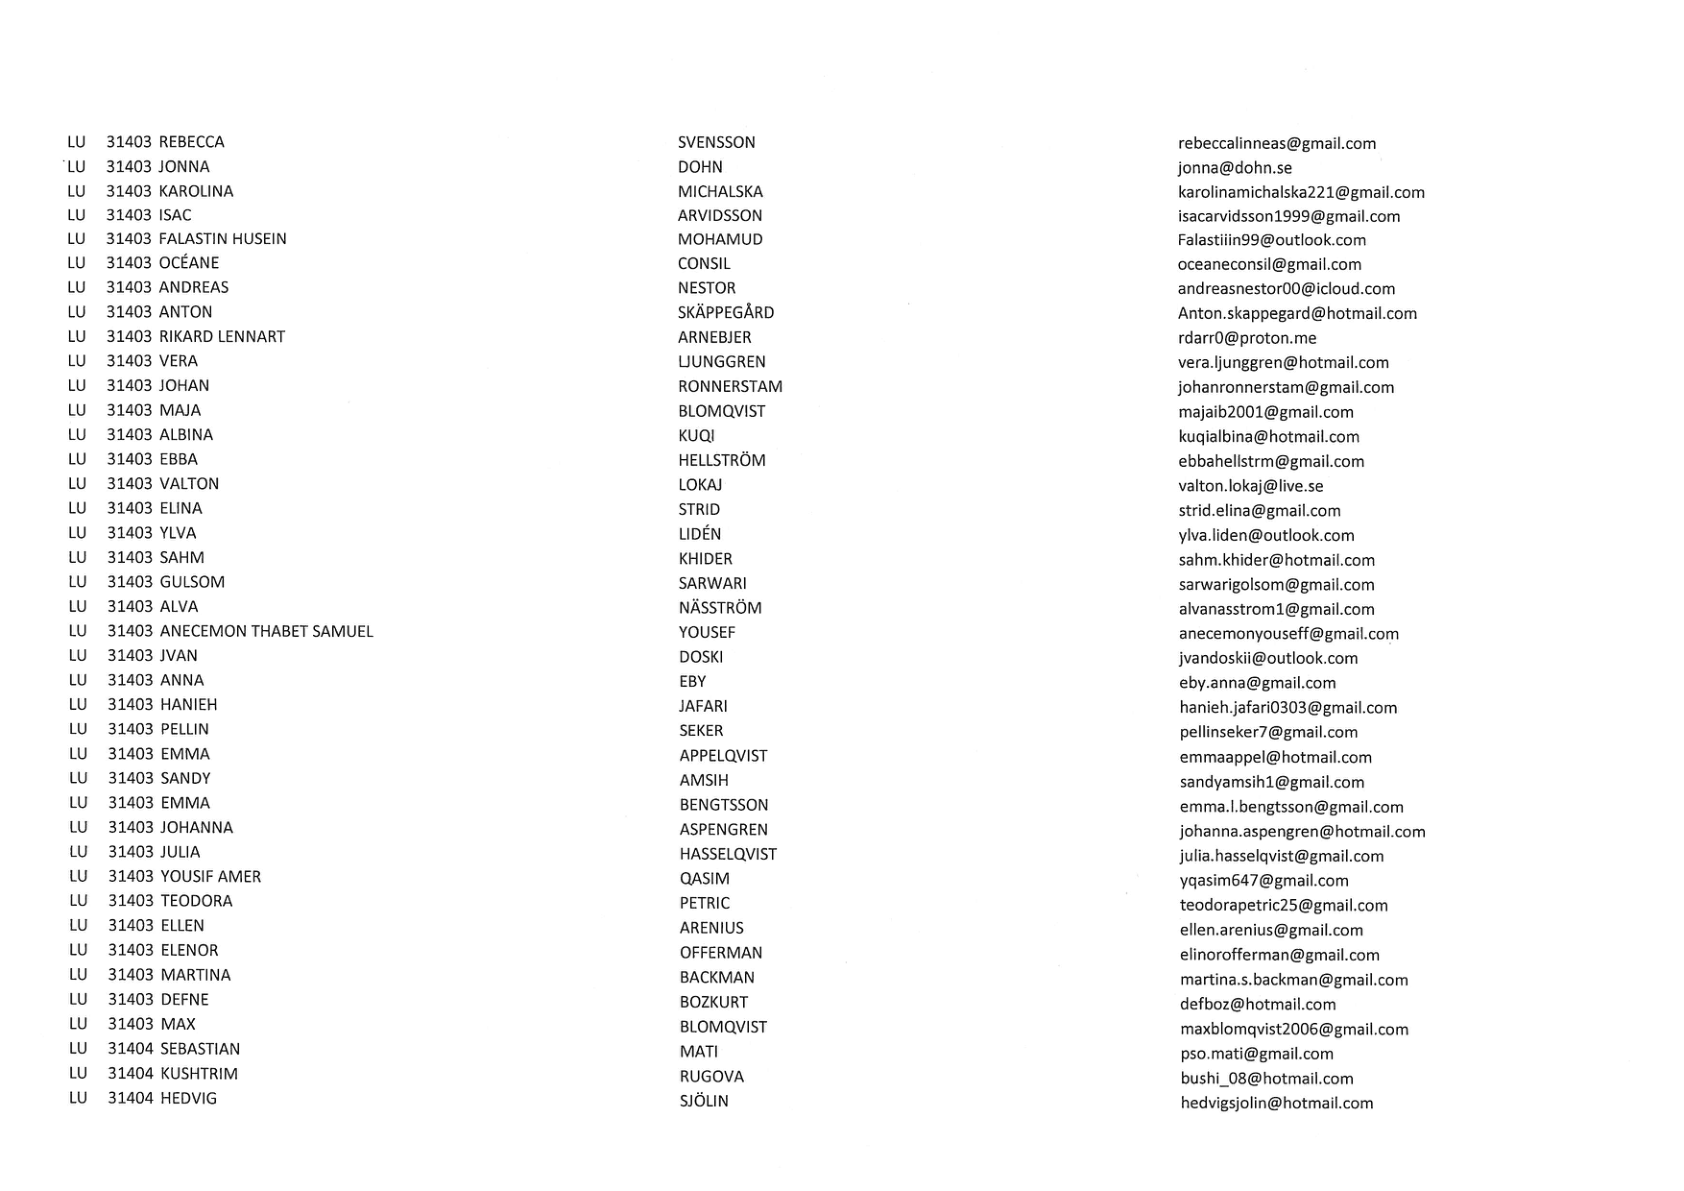 LU 31403 REBECCA SVENSSON rebeccalinneas@gmail.com
LU 31403 JONNA DOHN jonna@dohn.se
LU 31403 KAROLINA MICHALSKA karolinamichalska221@gmail.com
LU 31403 ISAC ARVIDSSON isacarvidsson1999@gmail.com
LU 31403 FALASTIN HUSEIN MOHAMUD Falastiiin99@outlook.com
LU 31403 OCÉANE CONSIL oceaneconsil@gmail.com
LU 31403 ANDREAS NESTOR andreasnestor00@icloud.com
LU 31403 ANTON SKÄPPEGÅRD Anton.skappegard@hotmail.com
LU 31403 RIKARD LENNART ARNEBJER rdarr0@proton.me
LU 31403 VERA LJUNGGREN vera.ljunggren@hotmail.com
LU 31403 JOHAN RONNERSTAM johanronnerstam@gmail.com
LU 31403 MAJA BLOMQVIST majaib2001@gmail.com
LU 31403 ALBINA KUQI kuqialbina@hotmail.com
LU 31403 EBBA HELLSTRÖM ebbahellstrm@gmail.com
LU 31403 VALTON LOKAJ valton.lokaj@live.se
LU 31403 ELINA STRID strid.elina@gmail.com
LU 31403 YLVA LIDÉN ylva.liden@outlook.com
LU 31403 SAHM KHIDER sahm.khider@hotmail.com
LU 31403 GULSOM SARWARI sarwarigolsom@gmail.com
LU 31403 ALVA NÄSSTRÖM alvanasstrom1@gmail.com
LU 31403 ANECEMON THABET SAMUEL YOUSEF anecemonyouseff@gmail.com
LU 31403 JVAN DOSKI jvandoskii@outlook.com
LU 31403 ANNA EBY eby.anna@gmail.com
LU 31403 HANIEH JAFARI hanieh.jafari0303@gmail.com
LU 31403 PELLIN SEKER pellinseker7@gmail.com
LU 31403 EMMA APPELQVIST emmaappel@hotmail.com
LU 31403 SANDY AMSIH sandyamsih1@gmail.com
LU 31403 EMMA BENGTSSON emma.l.bengtsson@gmail.com
LU 31403 JOHANNA ASPENGREN johanna.aspengren@hotmail.com
LU 31403 JULIA HASSELQVIST julia.hasselqvist@gmail.com
LU 31403 YOUSIF AMER QASIM yqasim647@gmail.com
LU 31403 TEODORA PETRIC teodorapetric25@gmail.com
LU 31403 ELLEN ARENIUS ellen.arenius@gmail.com
LU 31403 ELENOR OFFERMAN elinorofferman@gmail.com
LU 31403 MARTINA BACKMAN martina.s.backman@gmail.com
LU 31403 DEFNE BOZKURT defboz@hotmail.com
LU 31403 MAX BLOMQVIST maxblomqvist2006@gmail.com
LU 31404 SEBASTIAN MATI pso.mati@gmail.com
LU 31404 KUSHTRIM RUGOVA bushi_08@hotmail.com
LU 31404 HEDVIG SJÖLIN hedvigsjolin@hotmail.com